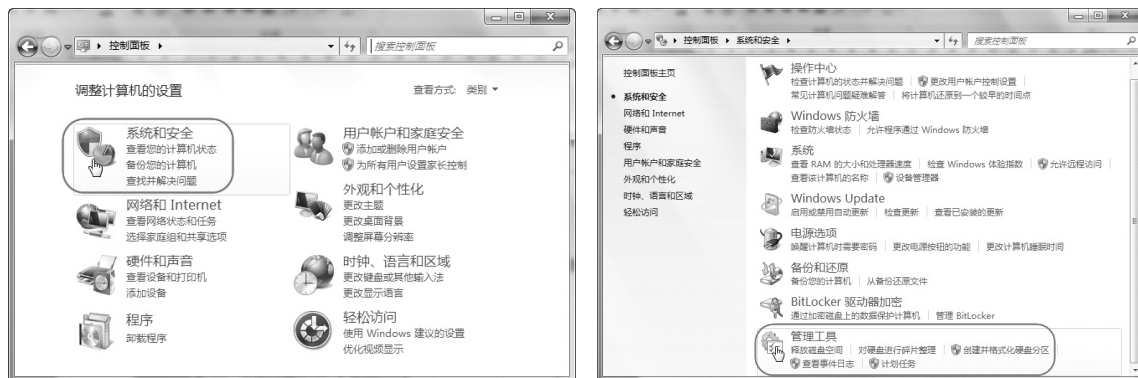 控制面板
搜索控制面板
调整计算机的设置
查看方式: 类别
系统和安全
查看您的计算机状态
备份您的计算机
查找并解决问题
网络和 Internet
查看网络状态和任务
选择家庭组和共享选项
硬件和声音
查看设备和打印机
添加设备
程序
卸载程序
用户帐户和家庭安全
添加或删除用户帐户
为所有用户设置家长控制
外观和个性化
更改主题
更改桌面背景
调整屏幕分辨率
时钟、语言和区域
更改键盘或其他输入法
更改显示语言
轻松访问
使用 Windows 建议的设置
优化视频显示
控制面板 系统和安全
搜索控制面板
控制面板主页
系统和安全
网络和 Internet
硬件和声音
程序
用户帐户和家庭安全
外观和个性化
时钟、语言和区域
轻松访问
操作中心
检查计算机的状态并解决问题 更改用户帐户控制设置
常见计算机问题疑难解答 将计算机还原到一个较早的时间点
Windows 防火墙
检查防火墙状态 允许程序通过 Windows 防火墙
系统
查看 RAM 的大小和处理器速度 检查 Windows 体验指数 允许远程访问
查看该计算机的名称 设备管理器
Windows Update
启用或禁用自动更新 检查更新 查看已安装的更新
电源选项
唤醒计算机时需要密码 更改电源按钮的功能 更改计算机睡眠时间
备份和还原
备份您的计算机 从备份还原文件
BitLocker 驱动器加密
通过加密磁盘上的数据保护计算机 管理 BitLocker
管理工具
释放磁盘空间 对硬盘进行碎片整理 创建并格式化硬盘分区
查看事件日志 计划任务